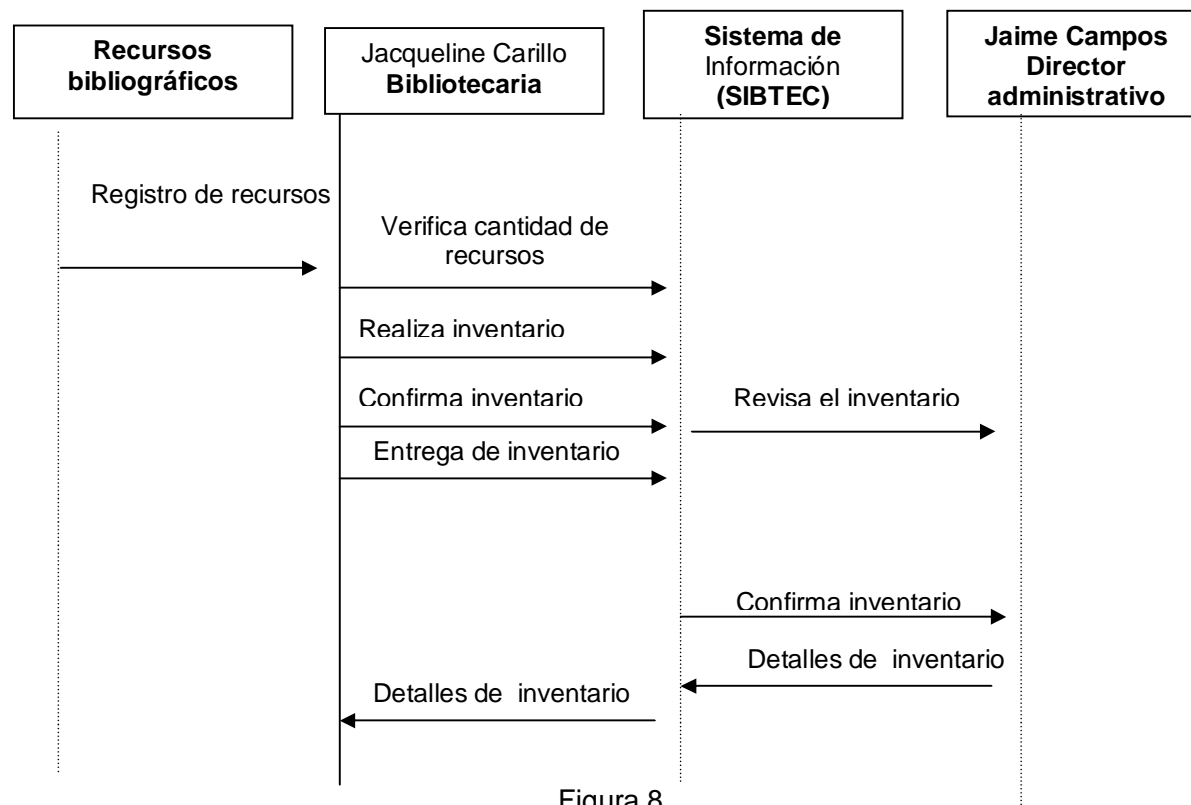 Recursos
bibliográficos
Jacqueline Carillo
Bibliotecaria
Sistema de
Información
(SIBTEC)
Jaime Campos
Director
administrativo
Registro de recursos
Verifica cantidad de
recursos
Realiza inventario
Confirma inventario
Revisa el inventario
Entrega de inventario
Confirma inventario
Detalles de inventario
Detalles de inventario
Figura 8